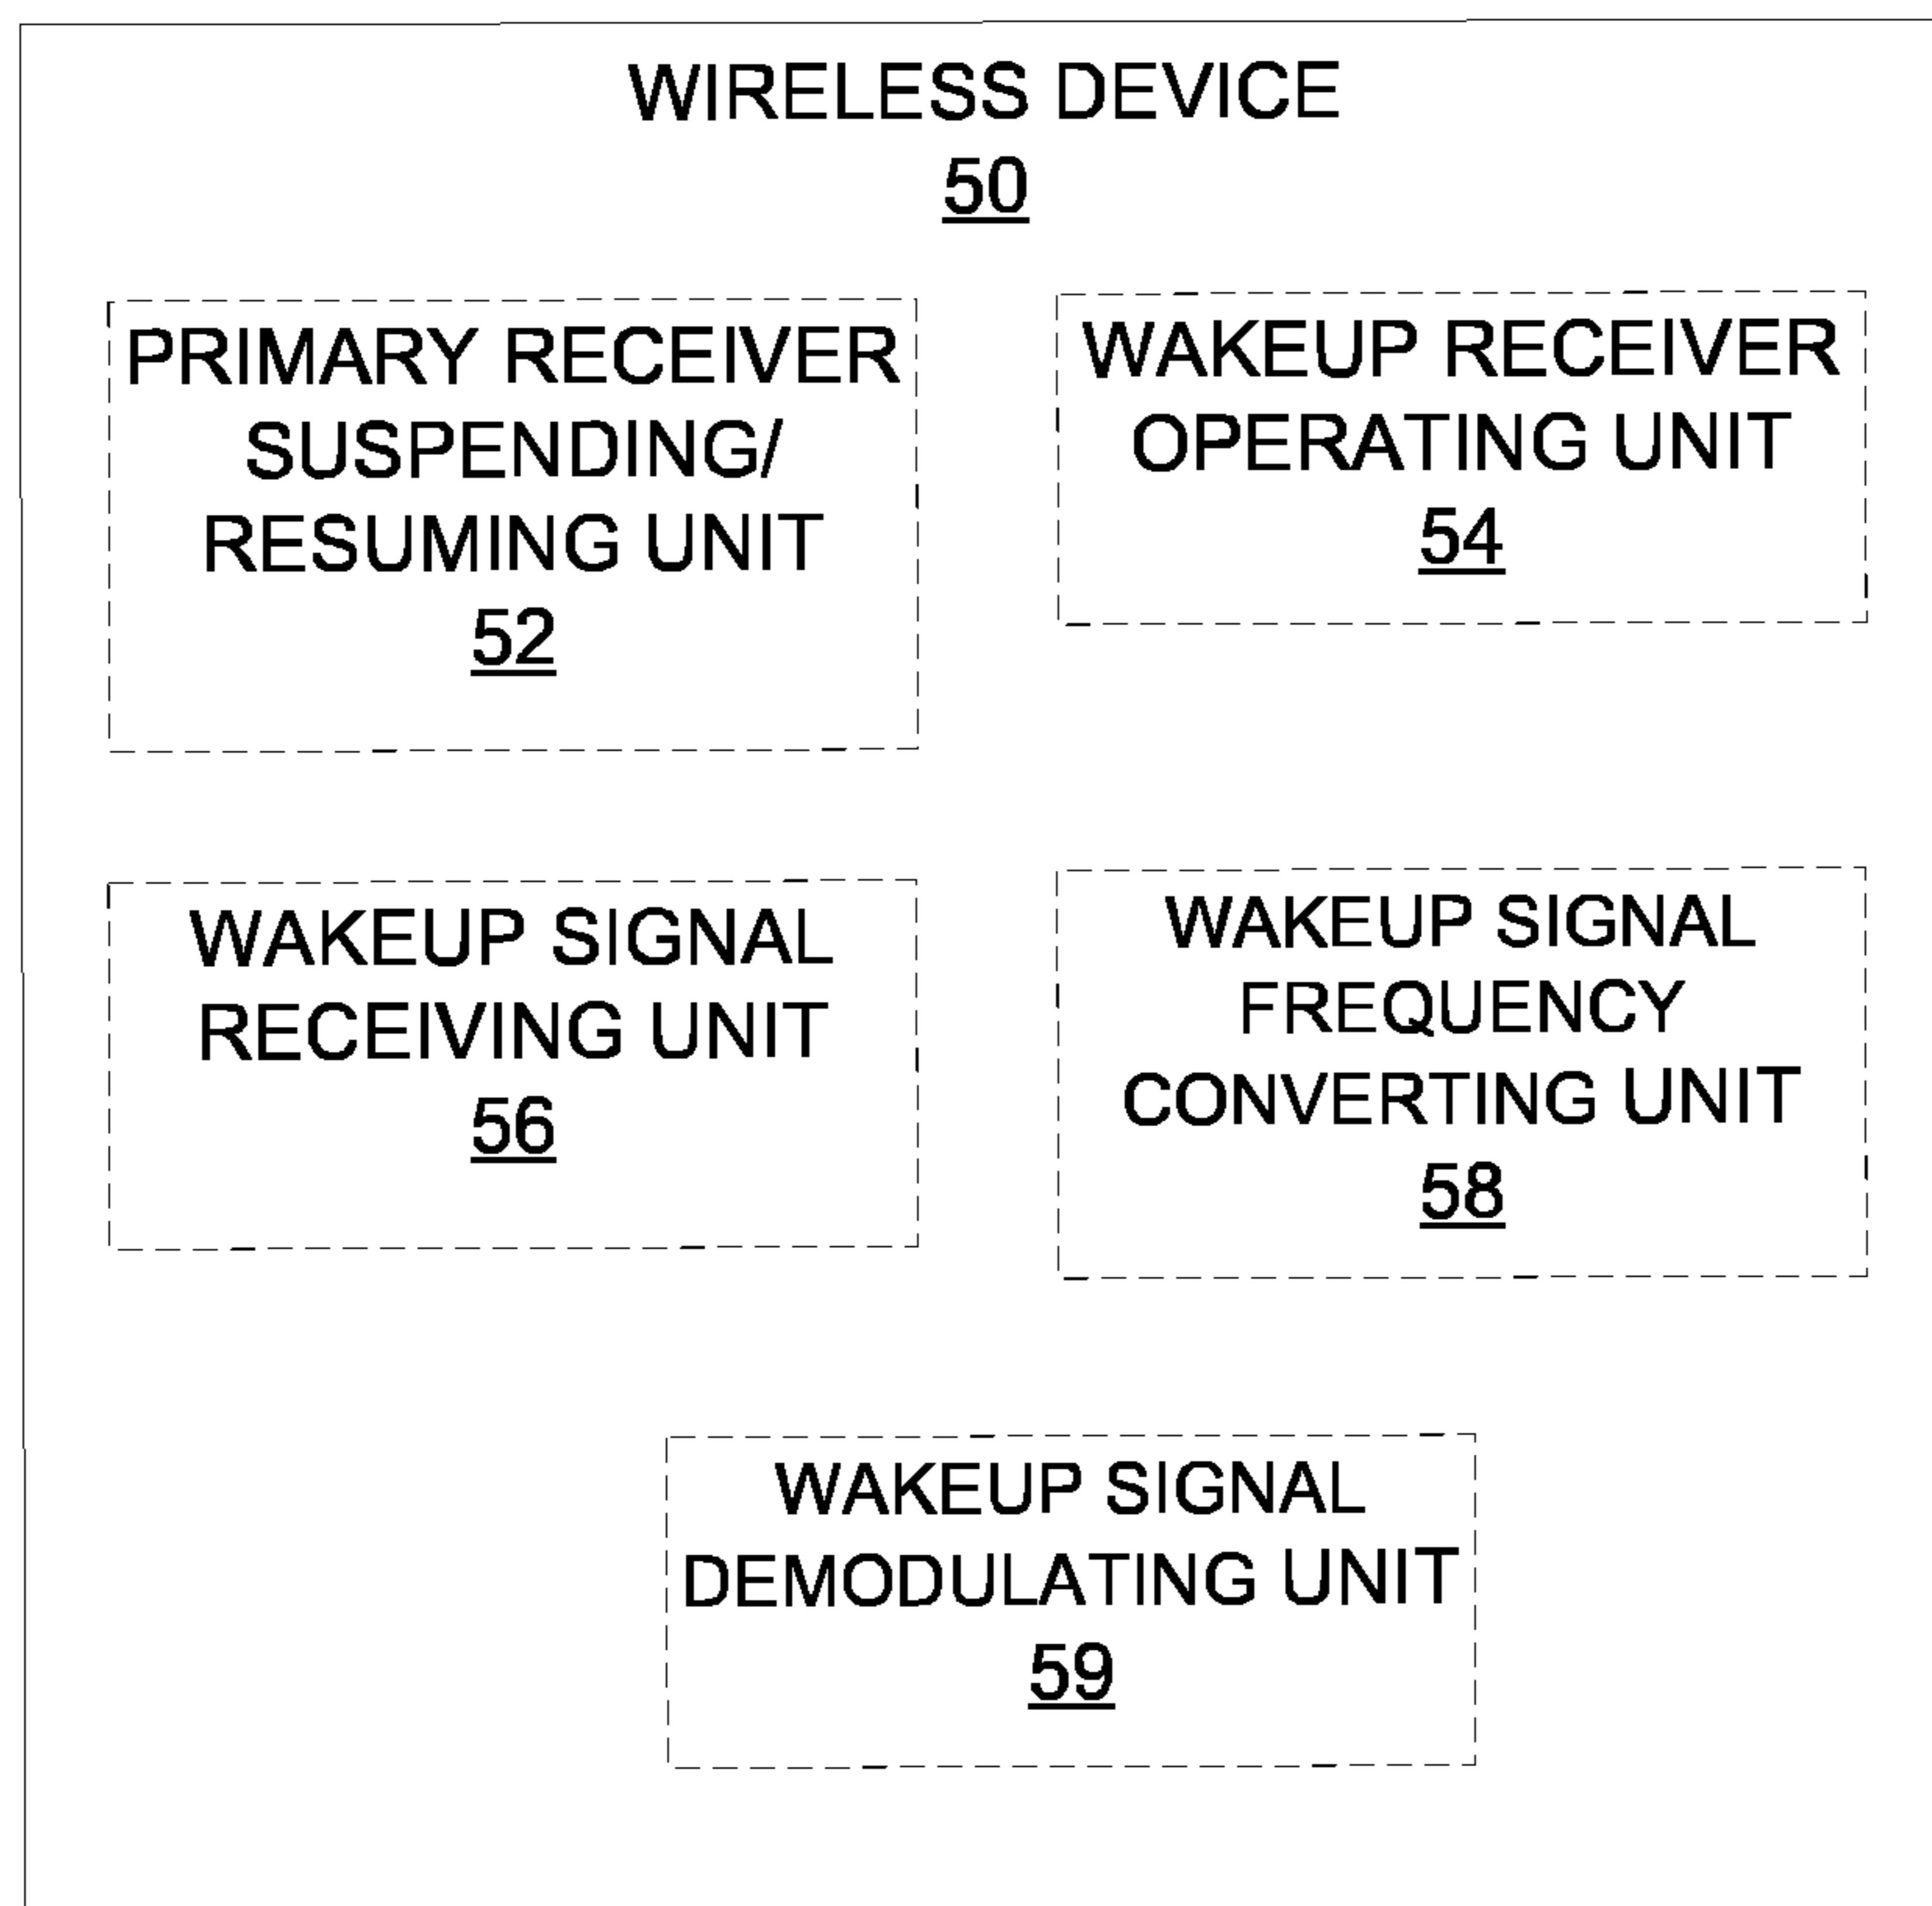 WIRELESS DEVICE
50
PRIMARY RECEIVER
SUSPENDING/
RESUMING UNIT
52
WAKEUP RECEIVER
OPERATING UNIT
54
WAKEUP SIGNAL
RECEIVING UNIT
56
WAKEUP SIGNAL
FREQUENCY
CONVERTING UNIT
58
WAKEUP SIGNAL
DEMODULATING UNIT
59